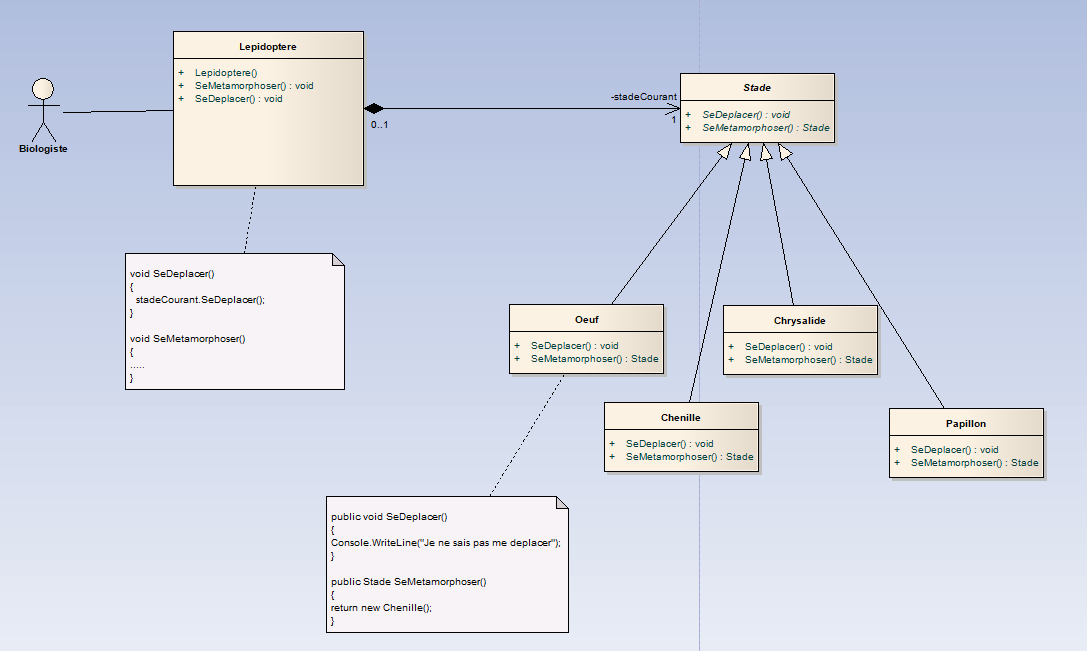 Lepidoptere
+ Lepidoptere()
+ SeMetamorphoser() : void
+ SeDeplacer() : void
Biologiste
0..1
-stadeCourant
1
Stade
+ SeDeplacer() : void
+ SeMetamorphoser() : Stade
void SeDeplacer()
{
stadeCourant.SeDeplacer();
}
void SeMetamorphoser()
{
.....
}
Oeuf
+ SeDeplacer() : void
+ SeMetamorphoser() : Stade
Chrysalide
+ SeDeplacer() : void
+ SeMetamorphoser() : Stade
Chenille
+ SeDeplacer() : void
+ SeMetamorphoser() : Stade
Papillon
+ SeDeplacer() : void
+ SeMetamorphoser() : Stade
public void SeDeplacer()
{
Console.WriteLine("Je ne sais pas me deplacer");
}
public Stade SeMetamorphoser()
{
return new Chenille();
}